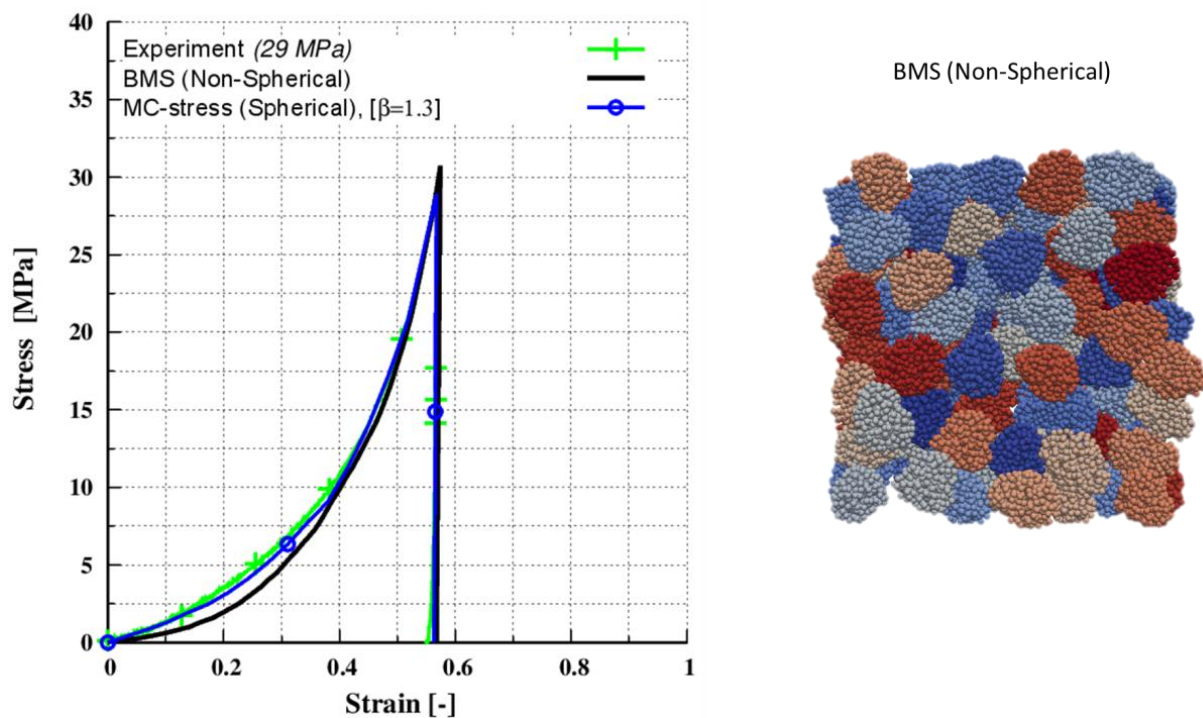 40
35
30
25
20
15
10
5
0
Stress [MPa]
Experiment (29 MPa)
BMS (Non-Spherical)
MC-stress (Spherical), [β=1.3]
0 0.2 0.4 0.6 0.8 1
Strain [-]
BMS (Non-Spherical)